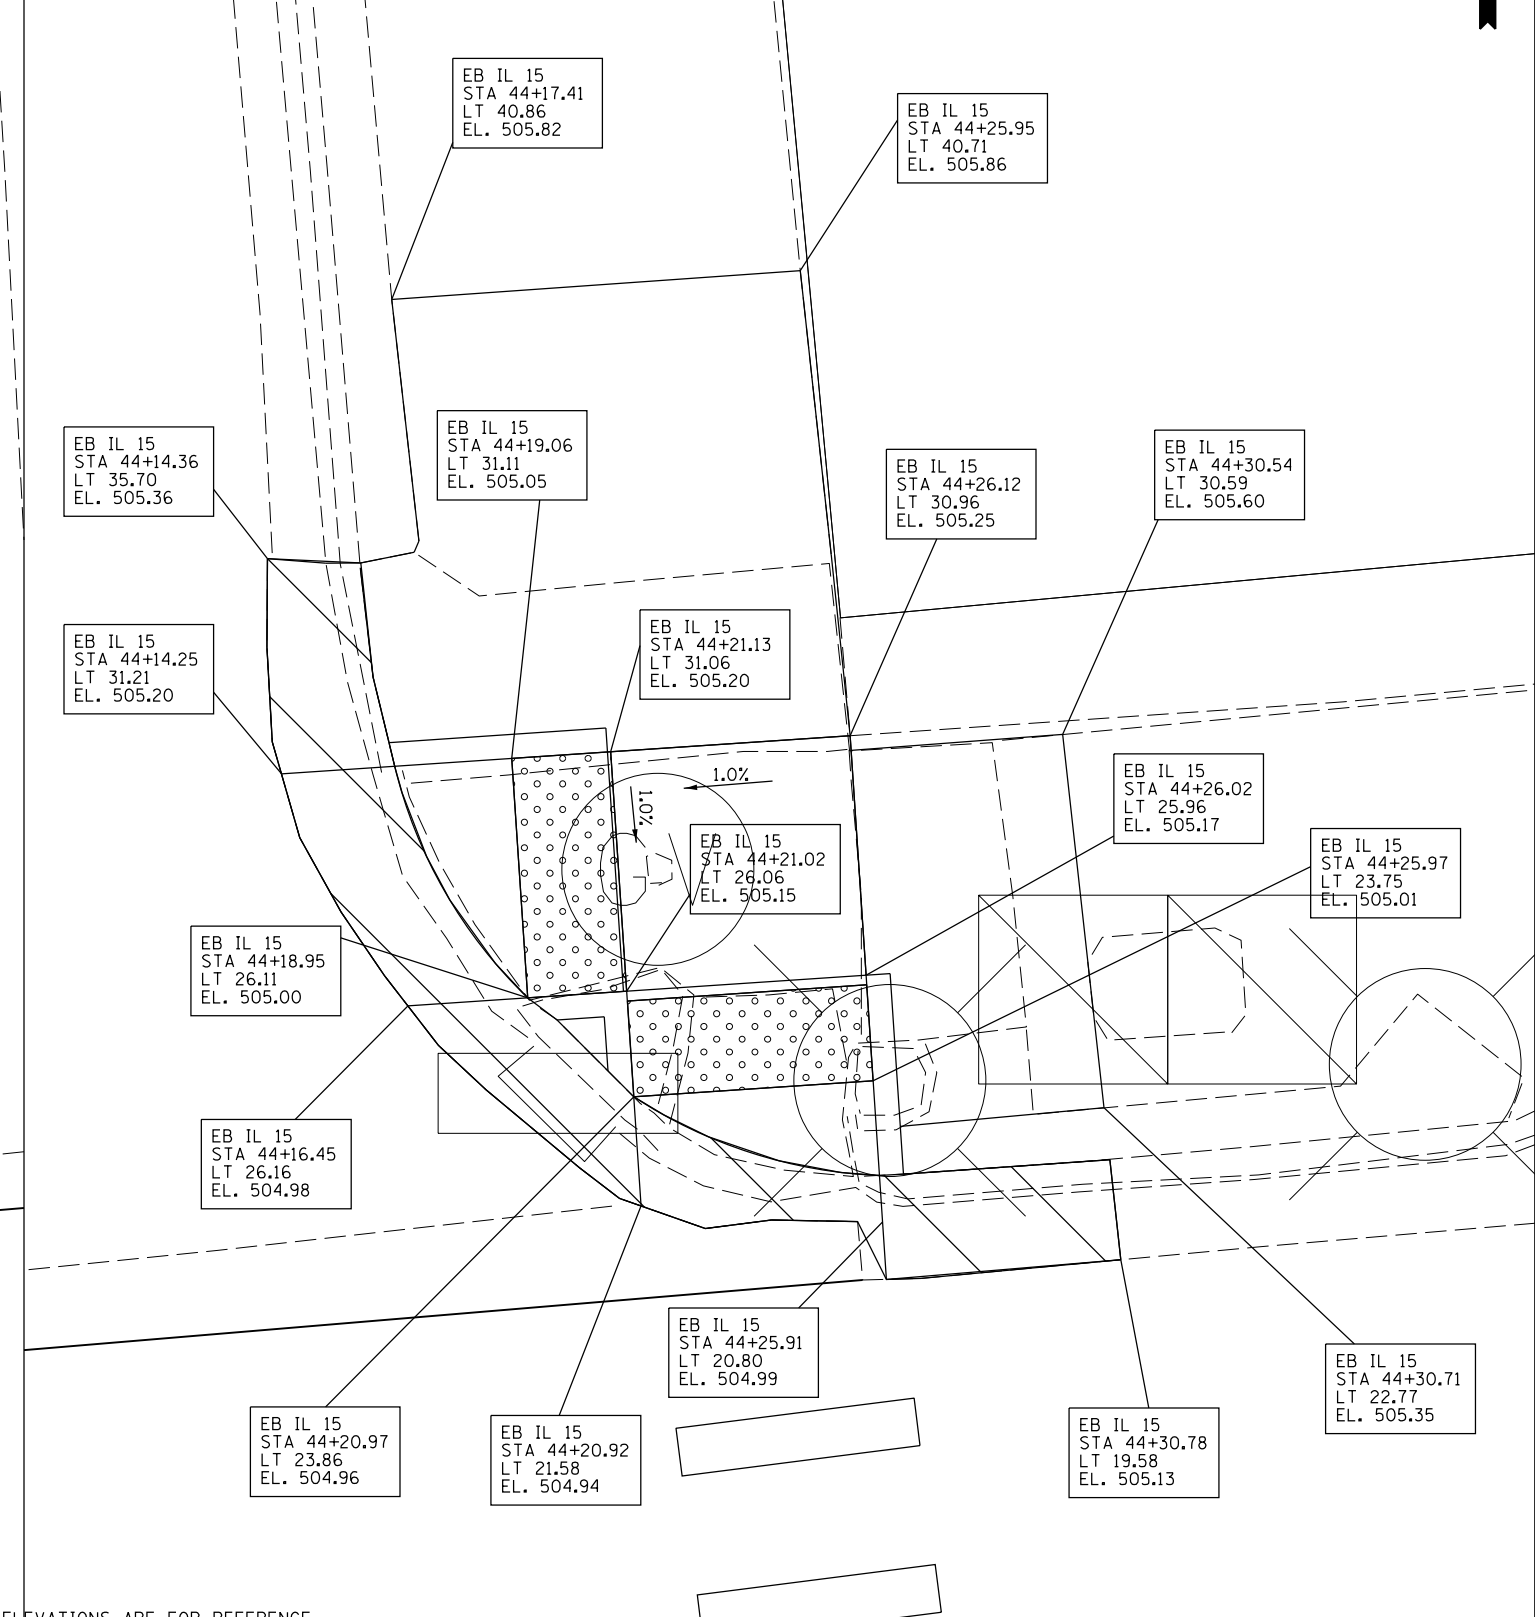 EB IL 15
STA 44+17.41
LT 40.86
EL. 505.82
EB IL 15
STA 44+25.95
LT 40.71
EL. 505.86
EB IL 15
STA 44+14.36
LT 35.70
EL. 505.36
EB IL 15
STA 44+19.06
LT 31.11
EL. 505.05
EB IL 15
STA 44+26.12
LT 30.96
EL. 505.25
EB IL 15
STA 44+30.54
LT 30.59
EL. 505.60
EB IL 15
STA 44+14.25
LT 31.21
EL. 505.20
EB IL 15
STA 44+21.13
LT 31.06
EL. 505.20
1.0%
1.0%
EB IL 15
STA 44+26.02
LT 25.96
EL. 505.17
EB IL 15
STA 44+21.02
LT 26.06
EL. 505.15
EB IL 15
STA 44+25.97
LT 23.75
EL. 505.01
EB IL 15
STA 44+18.95
LT 26.11
EL. 505.00
EB IL 15
STA 44+16.45
LT 26.16
EL. 504.98
EB IL 15
STA 44+25.91
LT 20.80
EL. 504.99
EB IL 15
STA 44+30.71
LT 22.77
EL. 505.35
EB IL 15
STA 44+20.97
LT 23.86
EL. 504.96
EB IL 15
STA 44+20.92
LT 21.58
EL. 504.94
EB IL 15
STA 44+30.78
LT 19.58
EL. 505.13
ELEVATIONS ARE FOR REFERENCE